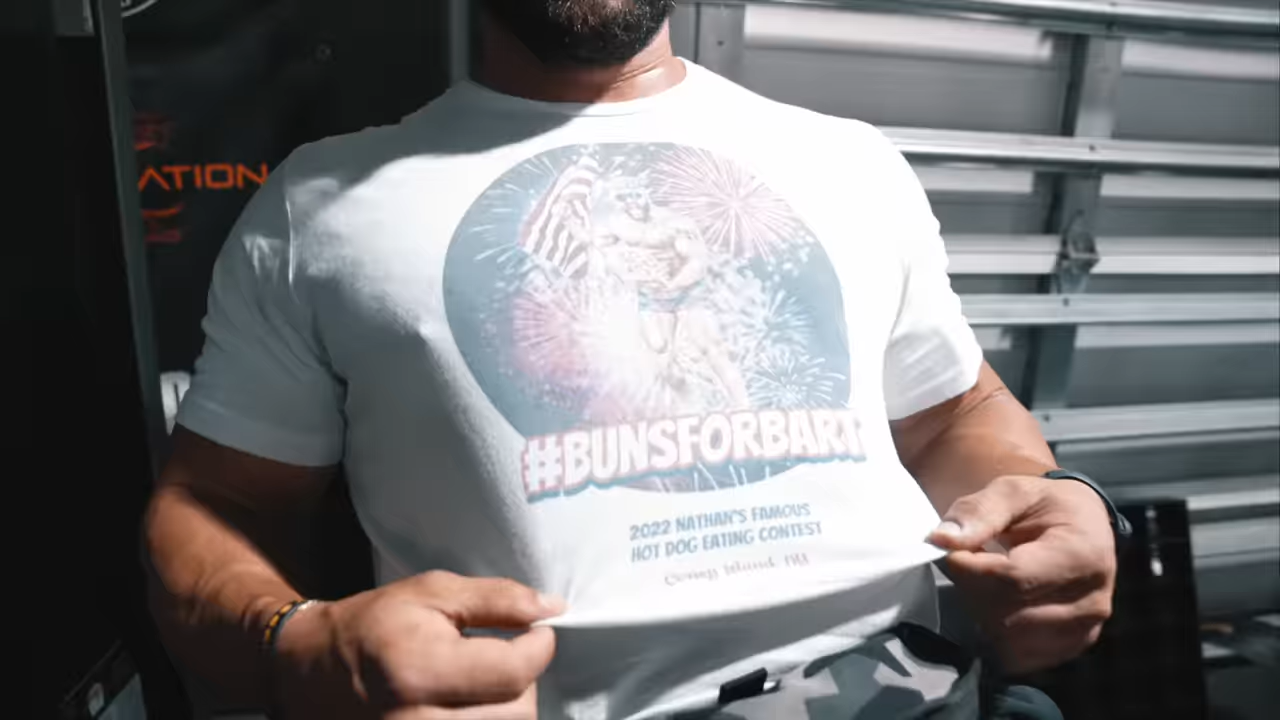 ATION
#BUNSFORBART
2022 NATHAN'S FAMOUS
HOT DOG EATING CONTEST
Coney Island, NY